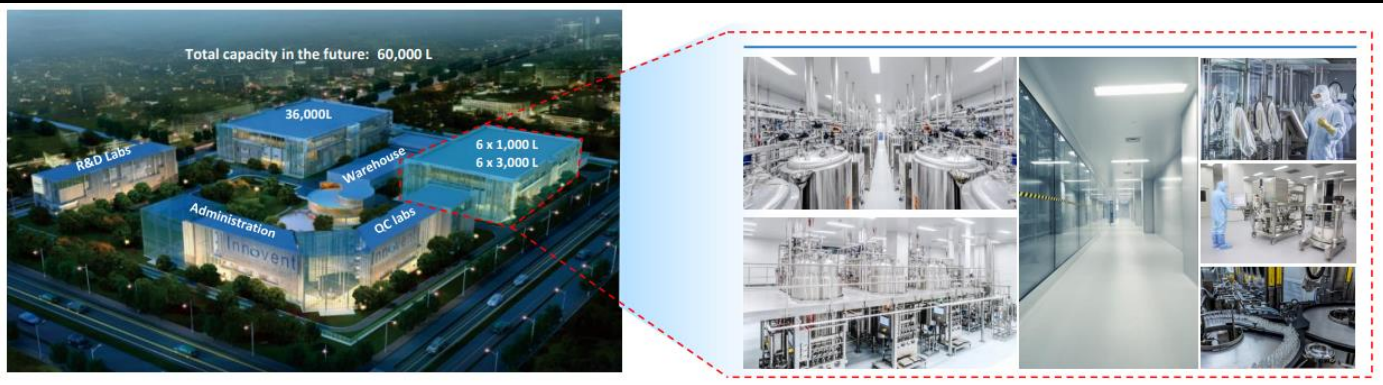 Total capacity in the future: 60,000 L
36,000L
6 x 1,000 L
6 x 3,000 L
R&D Labs
Warehouse
Administration
QC labs
Innovent
Innovent